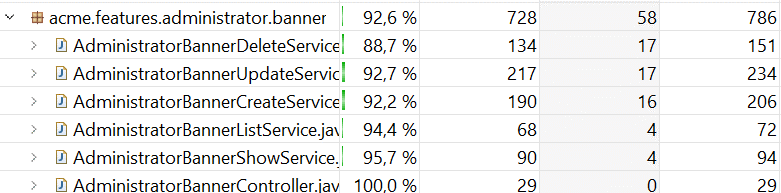 acme.features.administrator.banner 92,6 % 728 58 786
AdministratorBannerDeleteService 88,7 % 134 17 151
AdministratorBannerUpdateServic 92,7 % 217 17 234
AdministratorBannerCreateService 92,2 % 190 16 206
AdministratorBannerListService.jav 94,4 % 68 4 72
AdministratorBannerShowService. 95,7 % 90 4 94
AdministratorBannerController.jav 100,0 % 29 0 29